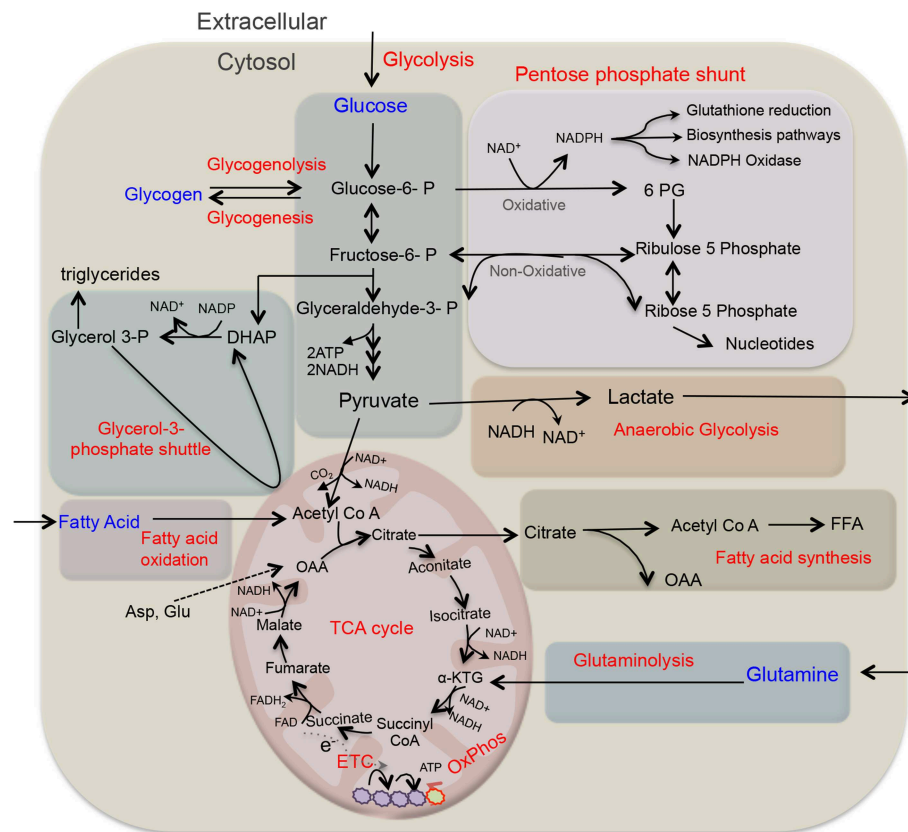 Extracellular
Cytosol
Glycolysis
Pentose phosphate shunt
Glucose
Glutathione reduction
NADPH
Biosynthesis pathways
NAD⁺
NADPH Oxidase
Glycogenolysis
Glycogen
Glucose-6- P
6 PG
Glycogenesis
Oxidative
Fructose-6- P
Ribulose 5 Phosphate
Non-Oxidative
triglycerides
NAD⁺
NADP
Glyceraldehyde-3- P
Ribose 5 Phosphate
Glycerol 3-P
DHAP
Nucleotides
2ATP
2NADH
Pyruvate
Lactate
NADH
NAD⁺
Anaerobic Glycolysis
Glycerol-3-
phosphate shuttle
NAD+
CO₂
NADH
Fatty Acid
Acetyl Co A
Fatty acid
oxidation
Citrate
Citrate
Acetyl Co A
FFA
Fatty acid synthesis
OAA
OAA
Aconitate
NADH
Asp, Glu
NAD+
Malate
TCA cycle
Isocitrate
NAD+
NADH
Glutaminolysis
Glutamine
Fumarate
α-KTG
FADH₂
NAD+
NADH
FAD
Succinate
Succinyl
CoA
e⁻
ETC
ATP
OxPhos